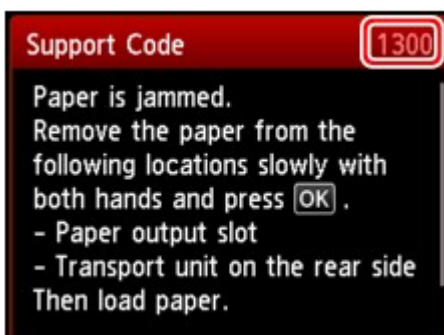 Support Code 1300
Paper is jammed.
Remove the paper from the
following locations slowly with
both hands and press OK .
- Paper output slot
- Transport unit on the rear side
Then load paper.